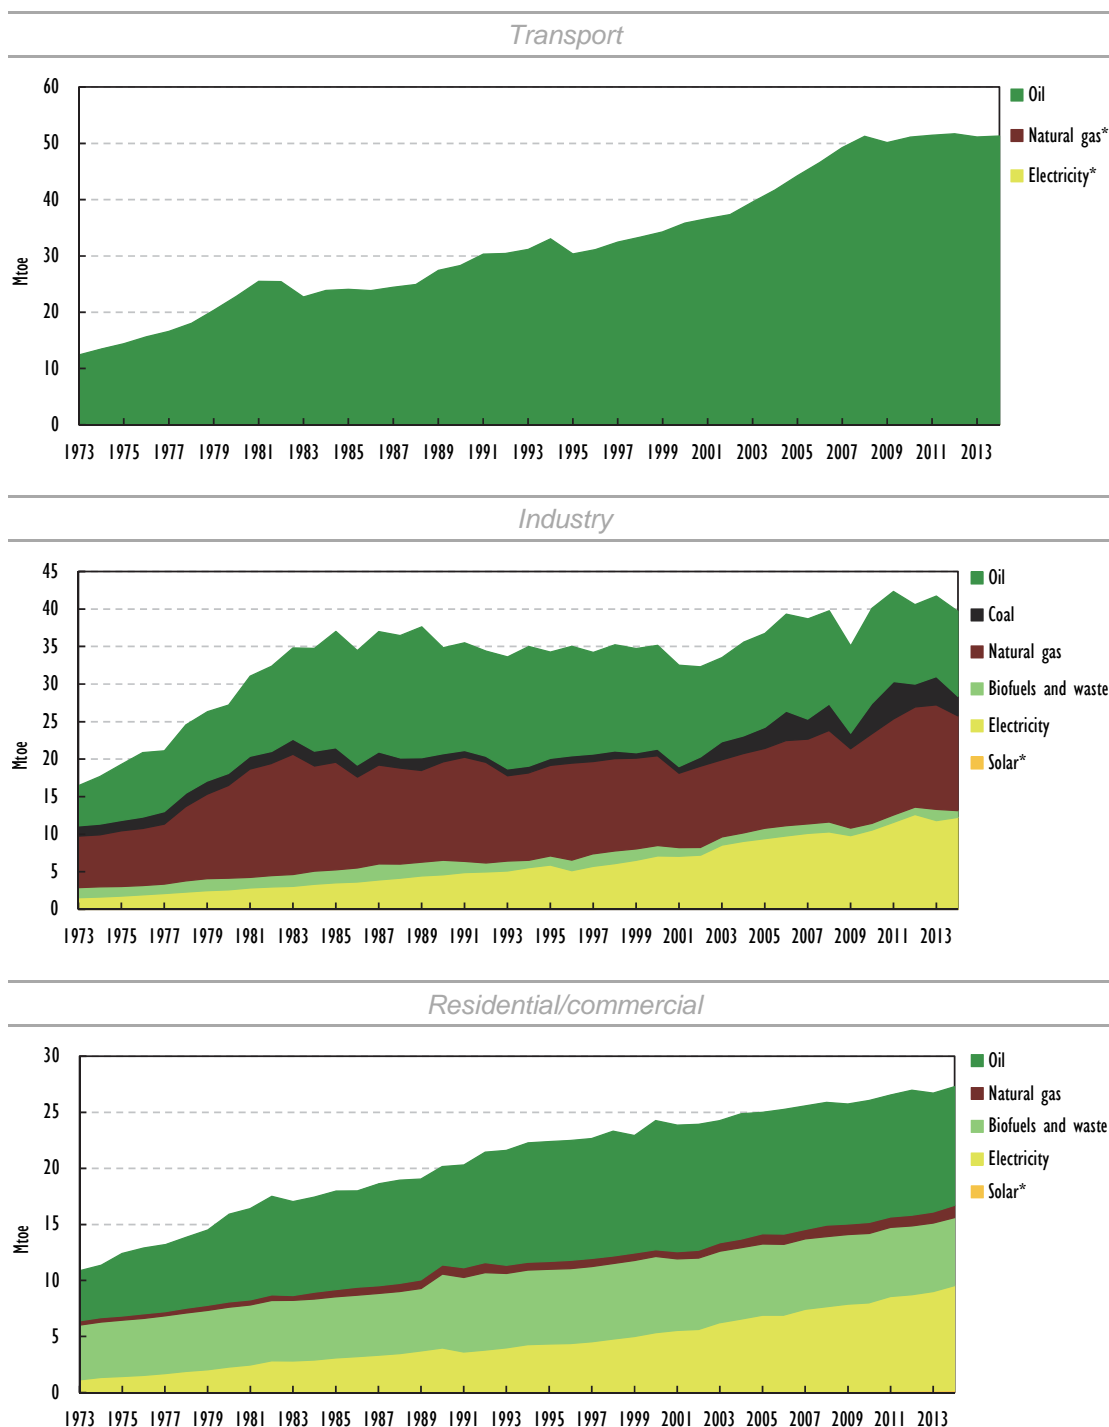 Transport
60
50
40
30
20
10
0
Mtoe
1973 1975 1977 1979 1981 1983 1985 1987 1989 1991 1993 1995 1997 1999 2001 2003 2005 2007 2009 2011 2013
Oil
Natural gas*
Electricity*
Industry
45
40
35
30
25
20
15
10
5
0
Mtoe
1973 1975 1977 1979 1981 1983 1985 1987 1989 1991 1993 1995 1997 1999 2001 2003 2005 2007 2009 2011 2013
Oil
Coal
Natural gas
Biofuels and waste
Electricity
Solar*
Residential/commercial
30
25
20
15
10
5
0
Mtoe
1973 1975 1977 1979 1981 1983 1985 1987 1989 1991 1993 1995 1997 1999 2001 2003 2005 2007 2009 2011 2013
Oil
Natural gas
Biofuels and waste
Electricity
Solar*